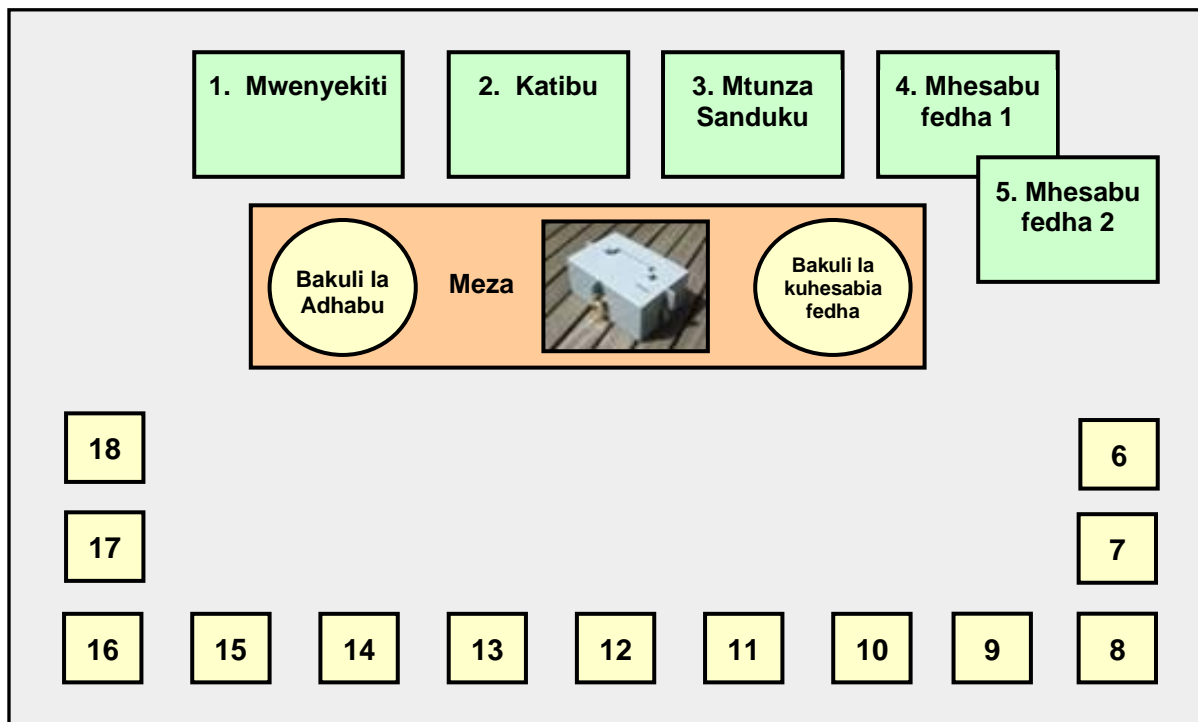 1. Mwenyekiti
2. Katibu
3. Mtunza
Sanduku
4. Mhesabu
fedha 1
5. Mhesabu
fedha 2
Bakuli la
Adhabu
Meza
Bakuli la
kuhesabia
fedha
18
6
17
7
16
15
14
13
12
11
10
9
8